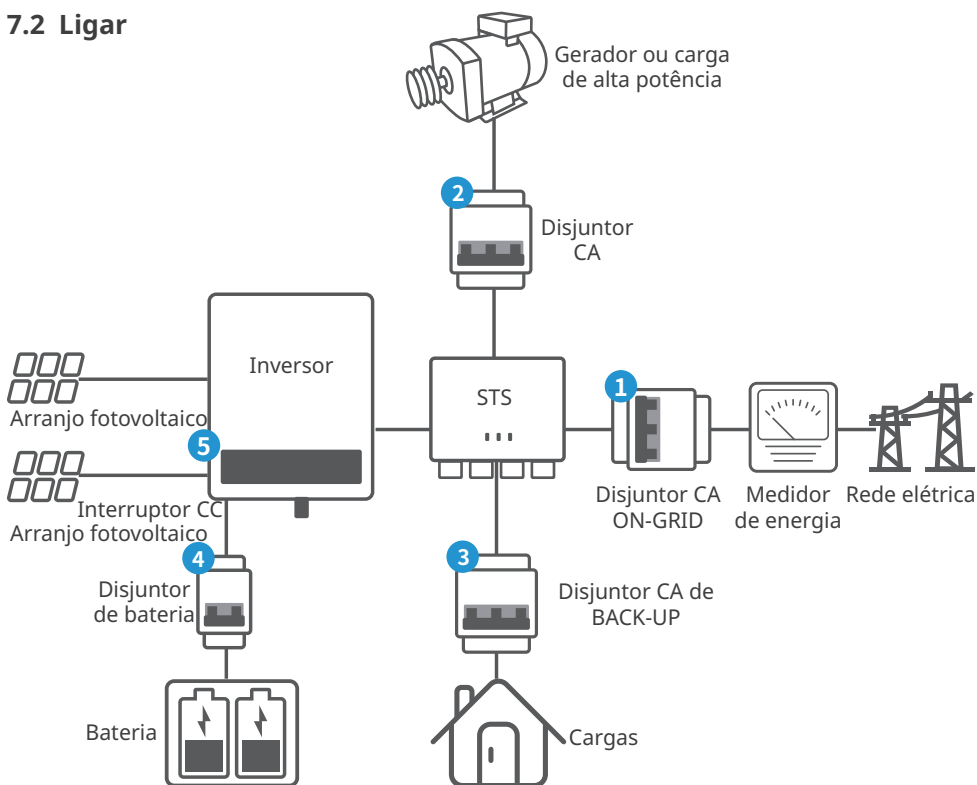 7.2 Ligar
Gerador ou carga
de alta potência
2
Disjuntor
CA
Inversor
Arranjo fotovoltaico
5
STS
1
Disjuntor CA
ON-GRID
Medidor
de energia
Rede elétrica
Interruptor CC
Arranjo fotovoltaico
4
Disjuntor
de bateria
3
Disjuntor CA de
BACK-UP
Bateria
Cargas